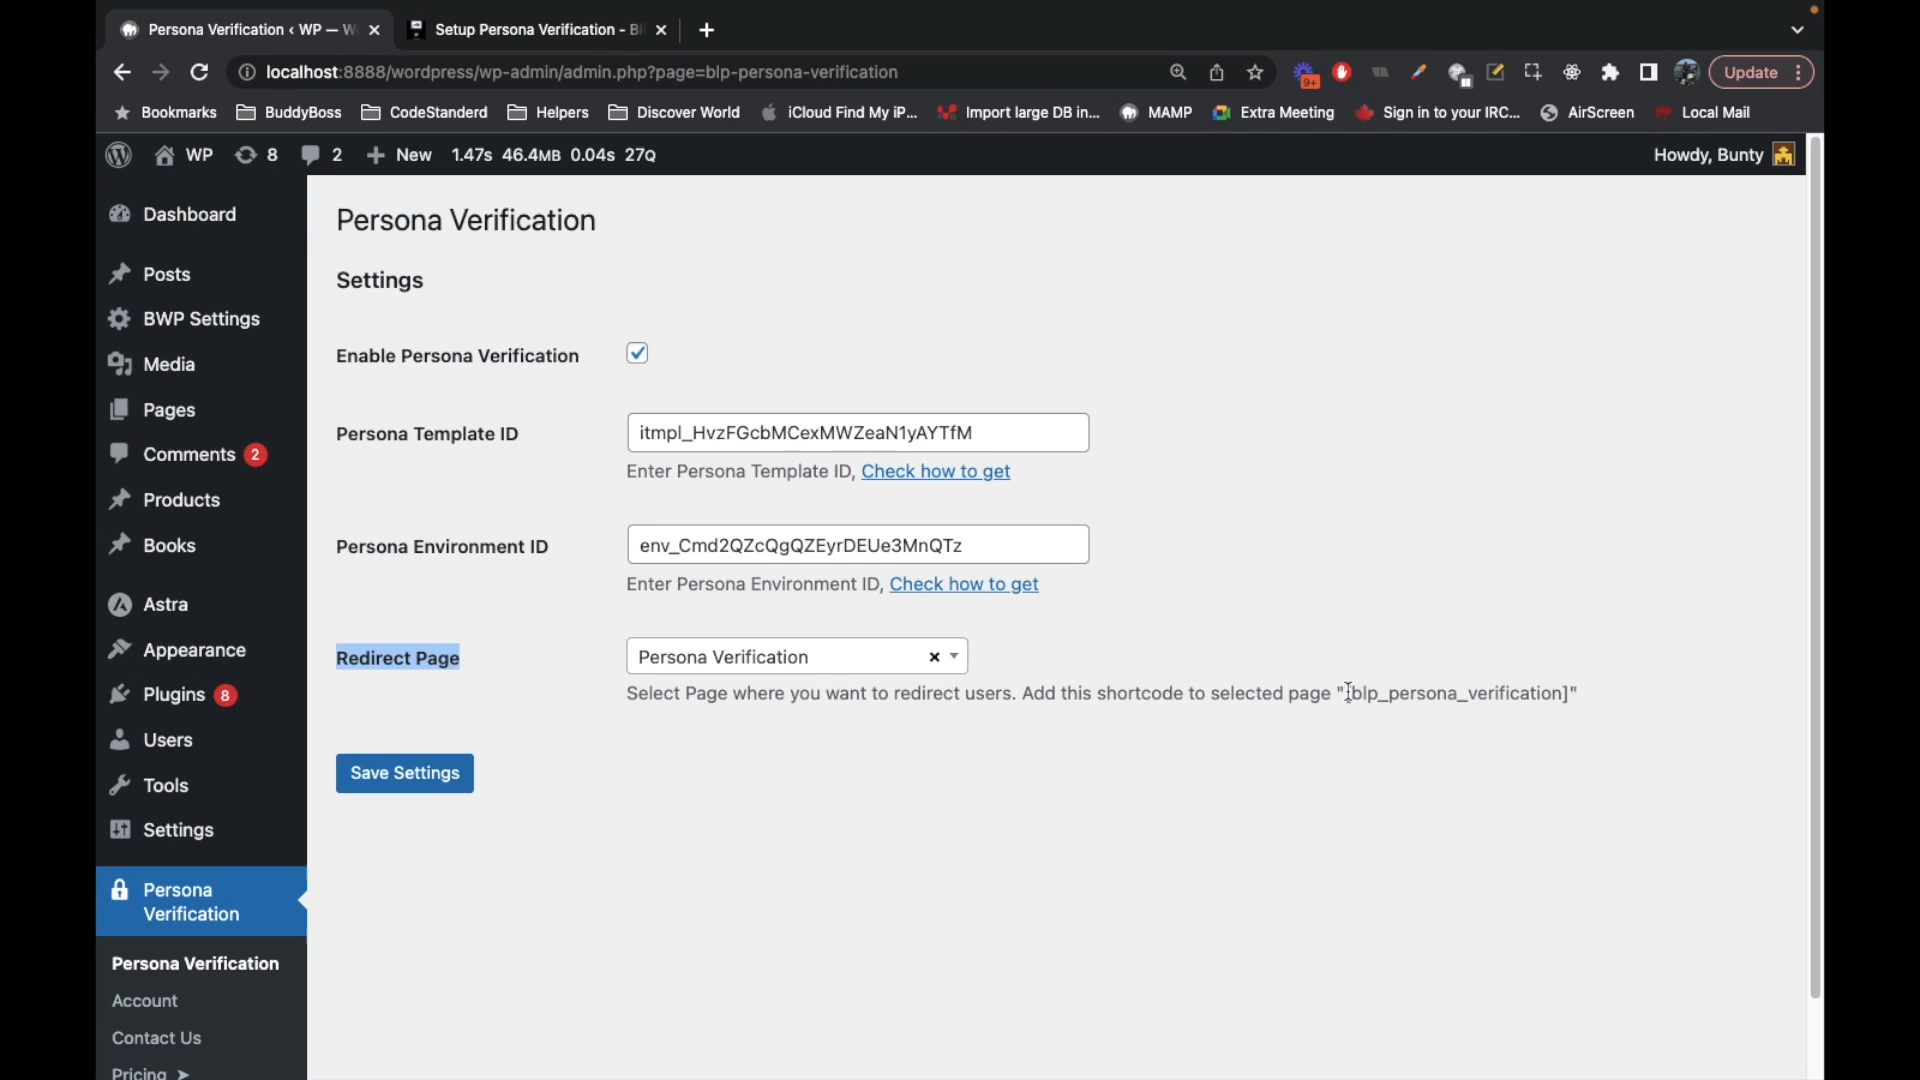 Persona Verification ‹ WP — W
Setup Persona Verification - Bl
localhost:8888/wordpress/wp-admin/admin.php?page=blp-persona-verification
9+
Update
Bookmarks
BuddyBoss
CodeStanderd
Helpers
Discover World
iCloud Find My iP...
Import large DB in...
MAMP
Extra Meeting
Sign in to your IRC...
AirScreen
Local Mail
WP
8
2
New
1.47s 46.4MB 0.04s 27Q
Howdy, Bunty
Dashboard
Posts
BWP Settings
Media
Pages
Comments 2
Products
Books
Astra
Appearance
Plugins 8
Users
Tools
Settings
Persona
Verification
Persona Verification
Account
Contact Us
Pricing ➤
Persona Verification
Settings
Enable Persona Verification
Persona Template ID
itmpl_HvzFGcbMCexMWZeaN1yAYTfM
Enter Persona Template ID, Check how to get
Persona Environment ID
env_Cmd2QZcQgQZEyrDEUe3MnQTz
Enter Persona Environment ID, Check how to get
Redirect Page
Persona Verification
Select Page where you want to redirect users. Add this shortcode to selected page "[blp_persona_verification]"
Save Settings